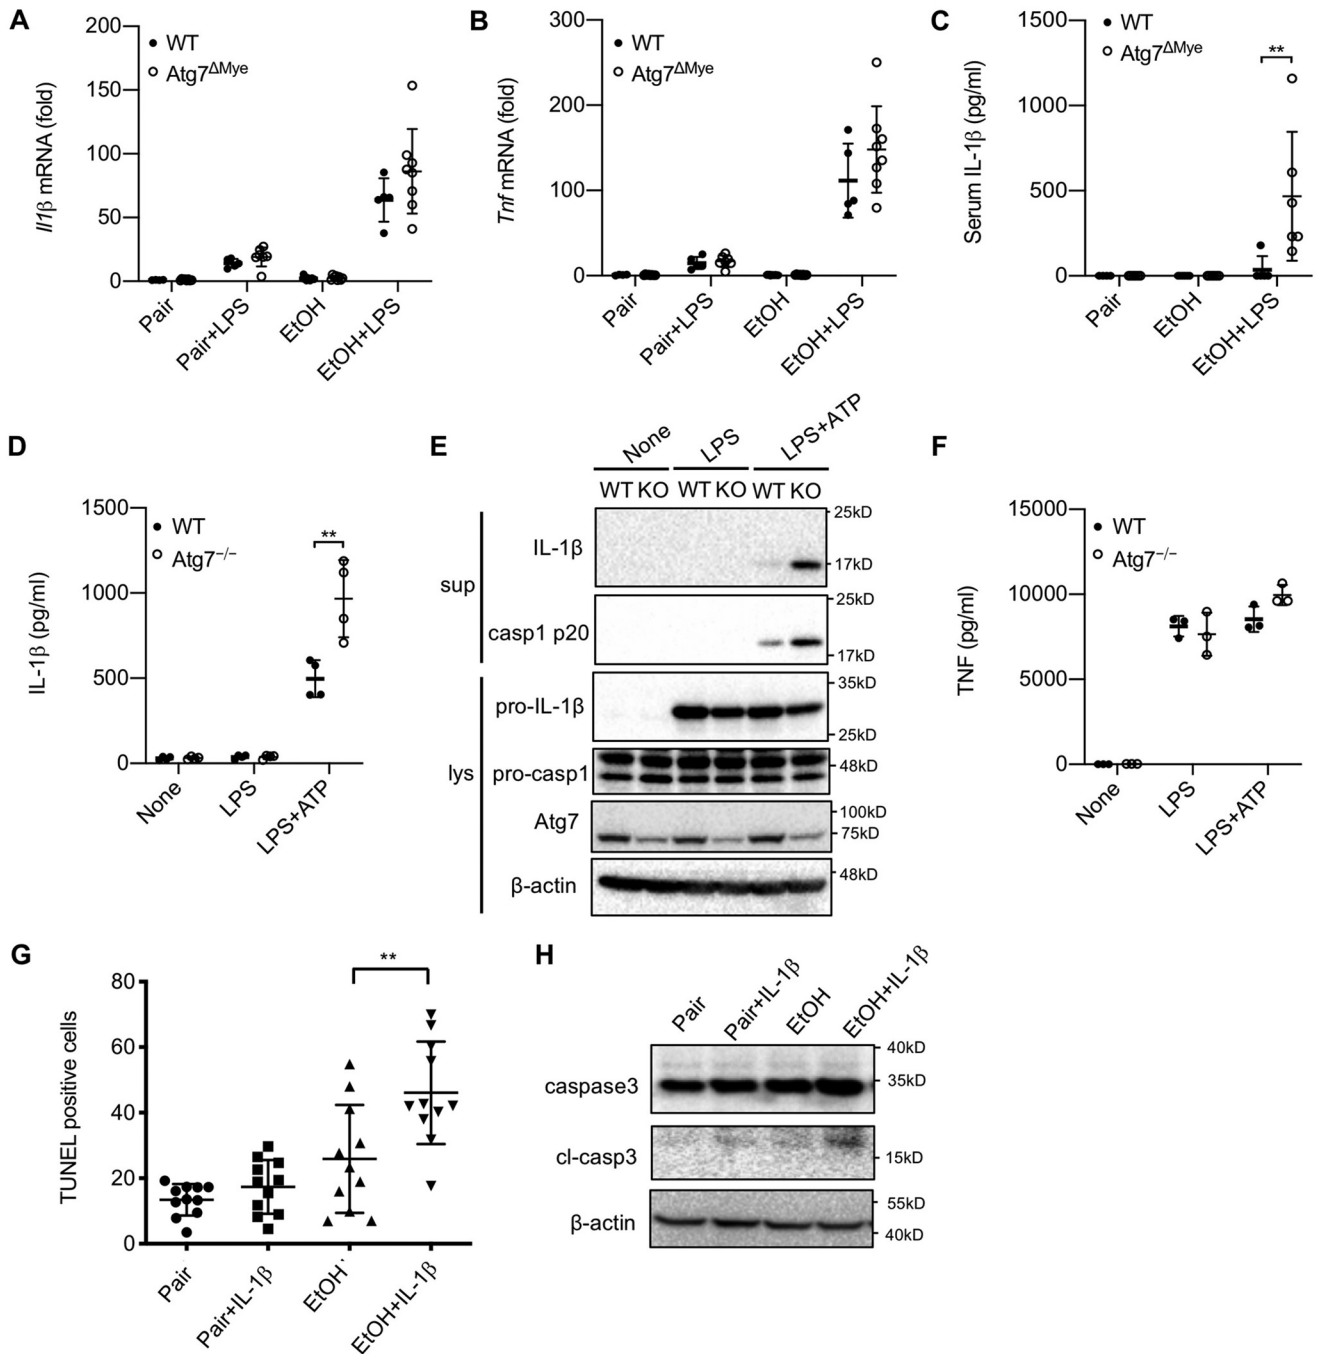 A
Il1β mRNA (fold)
200
150
100
50
0
WT
Atg7ΔMye
Pair
Pair+LPS
EtOH
EtOH+LPS
B
Tnf mRNA (fold)
300
200
100
0
WT
Atg7ΔMye
Pair
Pair+LPS
EtOH
EtOH+LPS
C
Serum IL-1β (pg/ml)
1500
1000
500
0
WT
Atg7ΔMye
**
Pair
EtOH
EtOH+LPS
D
IL-1β (pg/ml)
1500
1000
500
0
WT
Atg7−/−
**
None
LPS
LPS+ATP
E
None LPS LPS+ATP
WT KO WT KO WT KO
sup
IL-1β
25kD
17kD
casp1 p20
25kD
17kD
lys
pro-IL-1β
35kD
25kD
pro-casp1
48kD
Atg7
100kD
75kD
β-actin
48kD
F
TNF (pg/ml)
15000
10000
5000
0
WT
Atg7−/−
None
LPS
LPS+ATP
G
TUNEL positive cells
80
60
40
20
0
**
Pair
Pair+IL-1β
EtOH
EtOH+IL-1β
H
Pair Pair+IL-1β EtOH EtOH+IL-1β
caspase3
40kD
35kD
cl-casp3
15kD
β-actin
55kD
40kD